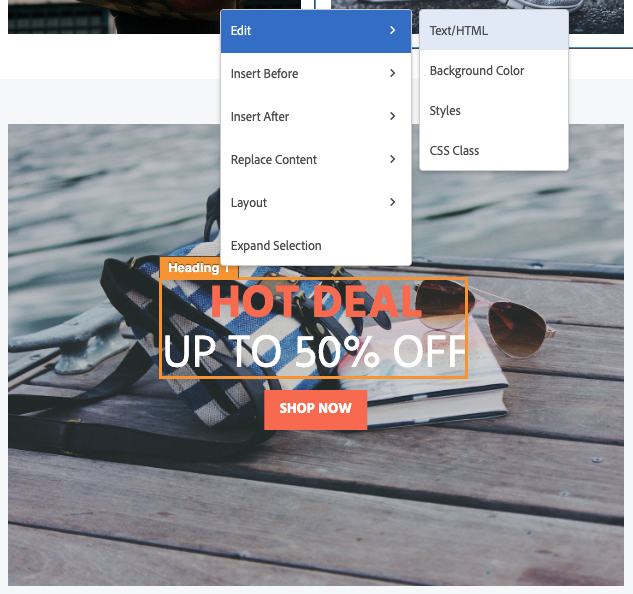 Edit
Text/HTML
Insert Before
Background Color
Insert After
Styles
Replace Content
CSS Class
Layout
Expand Selection
Heading 1
HOT DEAL
UP TO 50% OFF
SHOP NOW